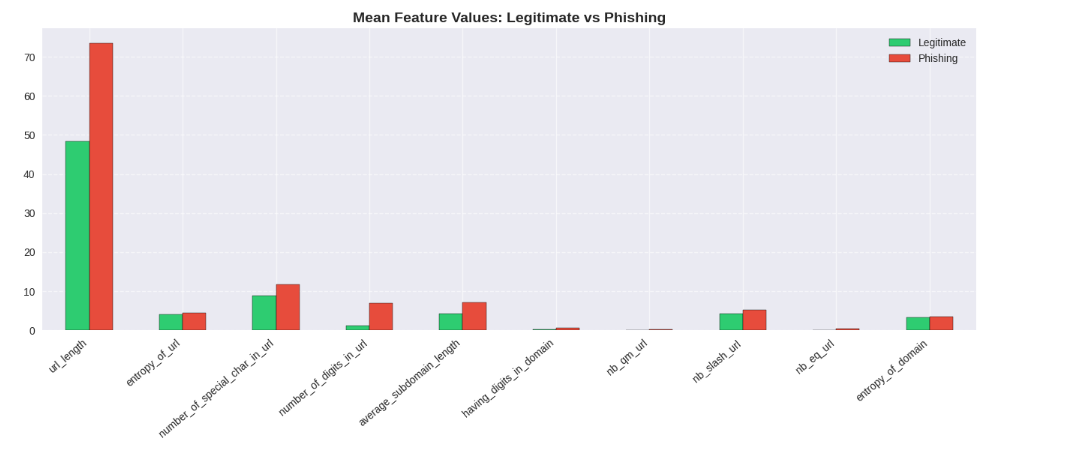 Mean Feature Values: Legitimate vs Phishing
Legitimate
Phishing
70
60
50
40
30
20
10
0
url_length
entropy_of_url
number_of_special_char_in_url
number_of_digits_in_url
average_subdomain_length
having_digits_in_domain
nb_qm_url
nb_slash_url
nb_eq_url
entropy_of_domain